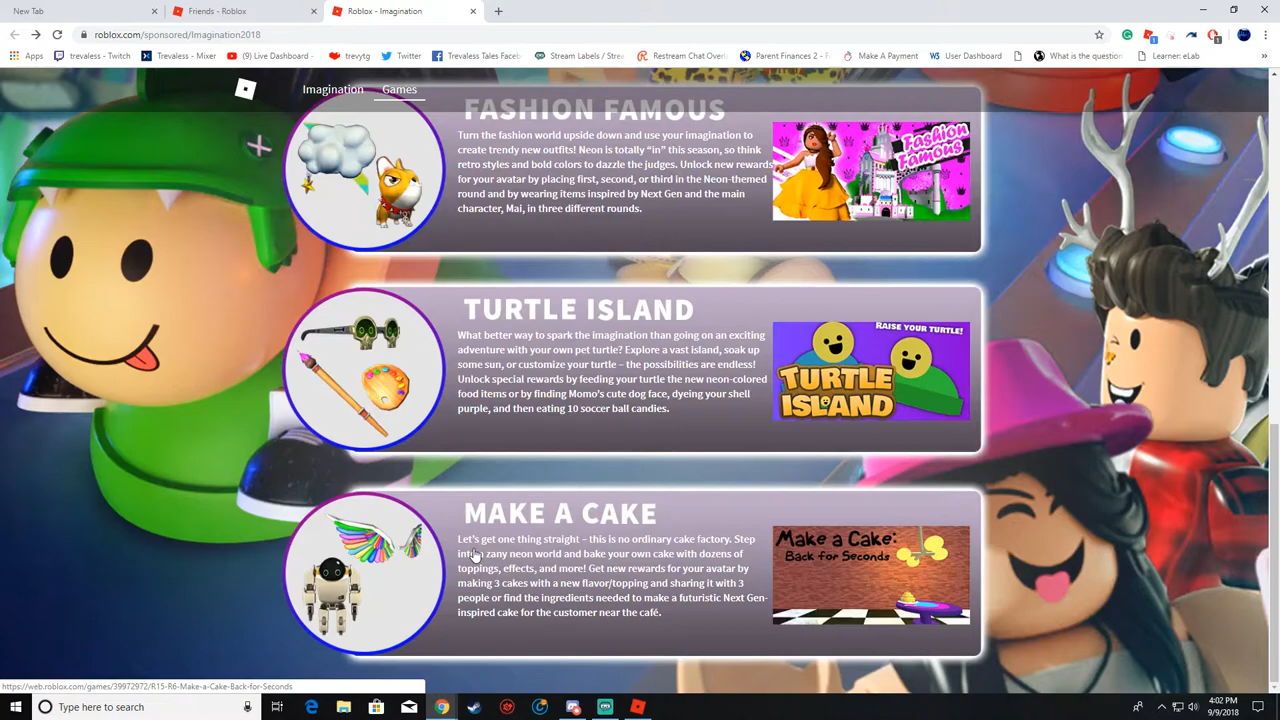 New Tab
Friends - Roblox
Roblox - Imagination
roblox.com/sponsored/Imagination2018
Apps
trevaless - Twitch
Trevaless - Mixer
(9) Live Dashboard -
trevytg
Twitter
Trevaless Tales Faceb
Stream Labels / Stre
Restream Chat Over
Parent Finances 2 -
Make A Payment
User Dashboard
What is the question
Learner: eLab
Imagination
Games
FASHION FAMOUS
Turn the fashion world upside down and use your imagination to
create trendy new outfits! Neon is totally “in” this season, so think
retro styles and bold colors to dazzle the judges. Unlock new rewards
for your avatar by placing first, second, or third in the Neon-themed
round and by wearing items inspired by Next Gen and the main
character, Mai, in three different rounds.
Fashion
Famous
TURTLE ISLAND
What better way to spark the imagination than going on an exciting
adventure with your own pet turtle? Explore a vast island, soak up
some sun, or customize your turtle – the possibilities are endless!
Unlock special rewards by feeding your turtle the new neon-colored
food items or by finding Momo’s cute dog face, dyeing your shell
purple, and then eating 10 soccer ball candies.
RAISE YOUR TURTLE!
TURTLE
ISLAND
MAKE A CAKE
Let’s get one thing straight – this is no ordinary cake factory. Step
into a zany neon world and bake your own cake with dozens of
toppings, effects, and more! Get new rewards for your avatar by
making 3 cakes with a new flavor/topping and sharing it with 3
people or find the ingredients needed to make a futuristic Next Gen-
inspired cake for the customer near the café.
Make a Cake:
Back for Seconds
https://web.roblox.com/games/39972972/R15-R6-Make-a-Cake-Back-for-Seconds
Type here to search
4:02 PM
9/9/2018